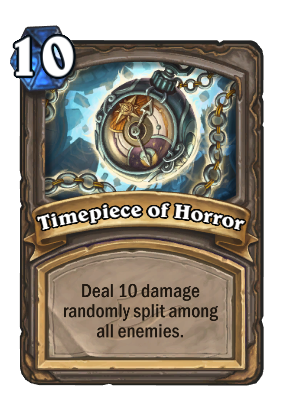 10
Timepiece of Horror
Deal 10 damage
randomly split among
all enemies.